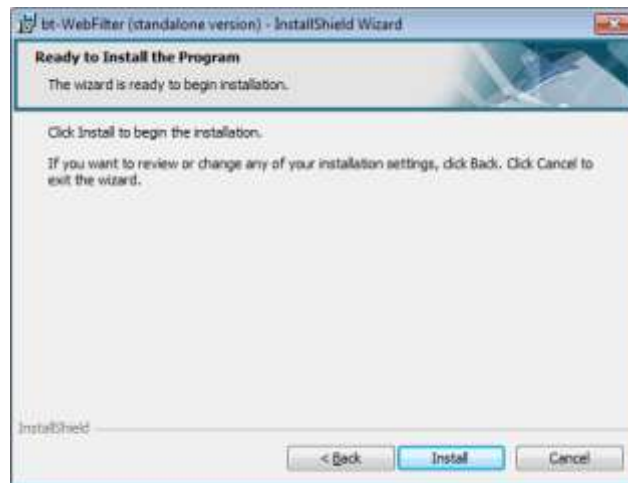 bt-WebFilter (standalone version) - InstallShield Wizard
Ready to Install the Program
The wizard is ready to begin installation.
Click Install to begin the installation.
If you want to review or change any of your installation settings, click Back. Click Cancel to
exit the wizard.
InstallShield
< Back
Install
Cancel